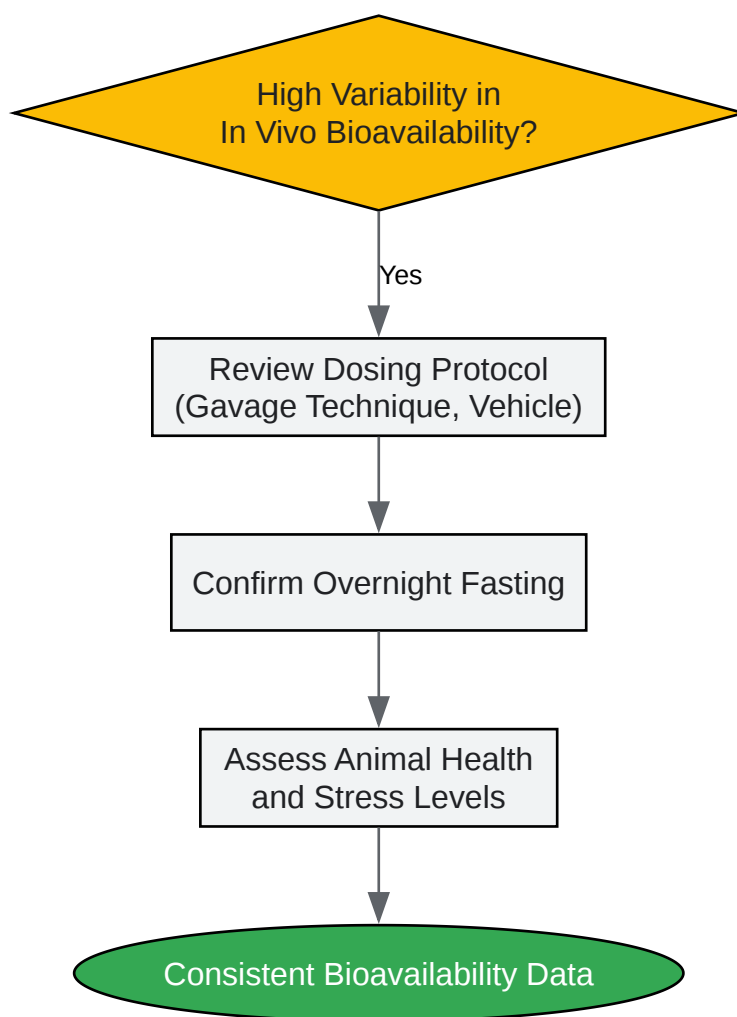 High Variability in
In Vivo Bioavailability?
Yes
Review Dosing Protocol
(Gavage Technique, Vehicle)
Confirm Overnight Fasting
Assess Animal Health
and Stress Levels
Consistent Bioavailability Data